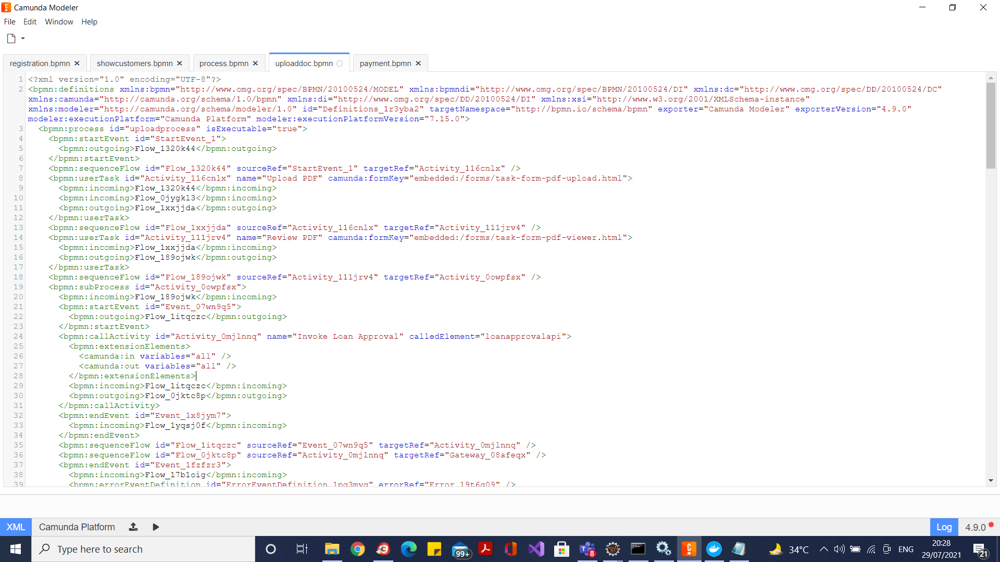 Camunda Modeler
File Edit Window Help
registration.bpmn × showcustomers.bpmn × process.bpmn × uploaddoc.bpmn payment.bpmn ×
1 <?xml version="1.0" encoding="UTF-8"?>
2 <bpmn:definitions xmlns:bpmn="http://www.omg.org/spec/BPMN/20100524/MODEL" xmlns:bpmndi="http://www.omg.org/spec/BPMN/20100524/DI" xmlns:dc="http://www.omg.org/spec/DD/20100524/DC"
xmlns:camunda="http://camunda.org/schema/1.0/bpmn" xmlns:di="http://www.omg.org/spec/DD/20100524/DI" xmlns:xsi="http://www.w3.org/2001/XMLSchema-instance"
xmlns:modeler="http://camunda.org/schema/modeler/1.0" id="Definitions_1r3yba2" targetNamespace="http://bpmn.io/schema/bpmn" exporter="Camunda Modeler" exporterVersion="4.9.0"
modeler:executionPlatform="Camunda Platform" modeler:executionPlatformVersion="7.15.0">
3 <bpmn:process id="uploadprocess" isExecutable="true">
4 <bpmn:startEvent id="StartEvent_1">
5 <bpmn:outgoing>Flow_1320k44</bpmn:outgoing>
6 </bpmn:startEvent>
7 <bpmn:sequenceFlow id="Flow_1320k44" sourceRef="StartEvent_1" targetRef="Activity_116cnlx" />
8 <bpmn:userTask id="Activity_116cnlx" name="Upload PDF" camunda:formKey="embedded:/forms/task-form-pdf-upload.html">
9 <bpmn:incoming>Flow_1320k44</bpmn:incoming>
10 <bpmn:incoming>Flow_0jygkl3</bpmn:incoming>
11 <bpmn:outgoing>Flow_1xxjjda</bpmn:outgoing>
12 </bpmn:userTask>
13 <bpmn:sequenceFlow id="Flow_1xxjjda" sourceRef="Activity_116cnlx" targetRef="Activity_111jrv4" />
14 <bpmn:userTask id="Activity_111jrv4" name="Review PDF" camunda:formKey="embedded:/forms/task-form-pdf-viewer.html">
15 <bpmn:incoming>Flow_1xxjjda</bpmn:incoming>
16 <bpmn:outgoing>Flow_189ojwk</bpmn:outgoing>
17 </bpmn:userTask>
18 <bpmn:sequenceFlow id="Flow_189ojwk" sourceRef="Activity_111jrv4" targetRef="Activity_0owpfsx" />
19 <bpmn:subProcess id="Activity_0owpfsx">
20 <bpmn:incoming>Flow_189ojwk</bpmn:incoming>
21 <bpmn:startEvent id="Event_07wn9q5">
22 <bpmn:outgoing>Flow_1itqczc</bpmn:outgoing>
23 </bpmn:startEvent>
24 <bpmn:callActivity id="Activity_0mjlnnq" name="Invoke Loan Approval" calledElement="loanapprovalapi">
25 <bpmn:extensionElements>
26 <camunda:in variables="all" />
27 <camunda:out variables="all" />
28 </bpmn:extensionElements>
29 <bpmn:incoming>Flow_1itqczc</bpmn:incoming>
30 <bpmn:outgoing>Flow_0jktc8p</bpmn:outgoing>
31 </bpmn:callActivity>
32 <bpmn:endEvent id="Event_1x8jym7">
33 <bpmn:incoming>Flow_1yqsj0f</bpmn:incoming>
34 </bpmn:endEvent>
35 <bpmn:sequenceFlow id="Flow_1itqczc" sourceRef="Event_07wn9q5" targetRef="Activity_0mjlnnq" />
36 <bpmn:sequenceFlow id="Flow_0jktc8p" sourceRef="Activity_0mjlnnq" targetRef="Gateway_08afeqx" />
37 <bpmn:endEvent id="Event_1fzfzr3">
38 <bpmn:incoming>Flow_17b1oig</bpmn:incoming>
39 <bpmn:errorEventDefinition id="ErrorEventDefinition_1pg3mvg" errorRef="Error_19t6g09" />
XML Camunda Platform Log 4.9.0
Type here to search 99+ 8 34°C ENG 20:28
29/07/2021 21